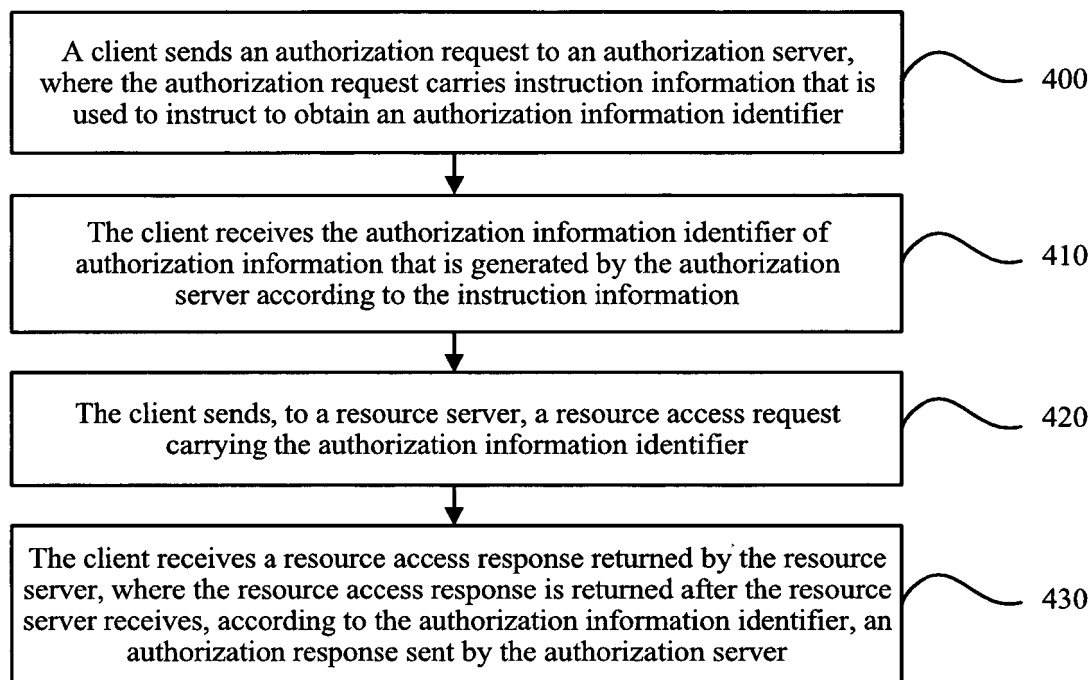 A client sends an authorization request to an authorization server,
where the authorization request carries instruction information that is
used to instruct to obtain an authorization information identifier
400
The client receives the authorization information identifier of
authorization information that is generated by the authorization
server according to the instruction information
410
The client sends, to a resource server, a resource access request
carrying the authorization information identifier
420
The client receives a resource access response returned by the resource
server, where the resource access response is returned after the resource
server receives, according to the authorization information identifier, an
authorization response sent by the authorization server
430